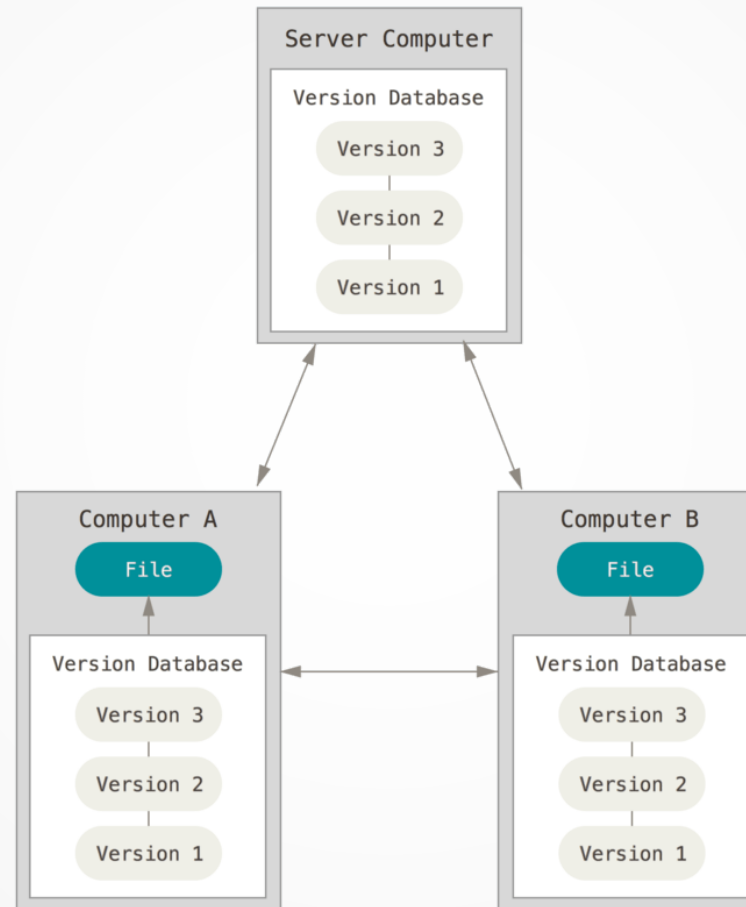 Server Computer
Version Database
Version 3
Version 2
Version 1
Computer A
File
Version Database
Version 3
Version 2
Version 1
Computer B
File
Version Database
Version 3
Version 2
Version 1